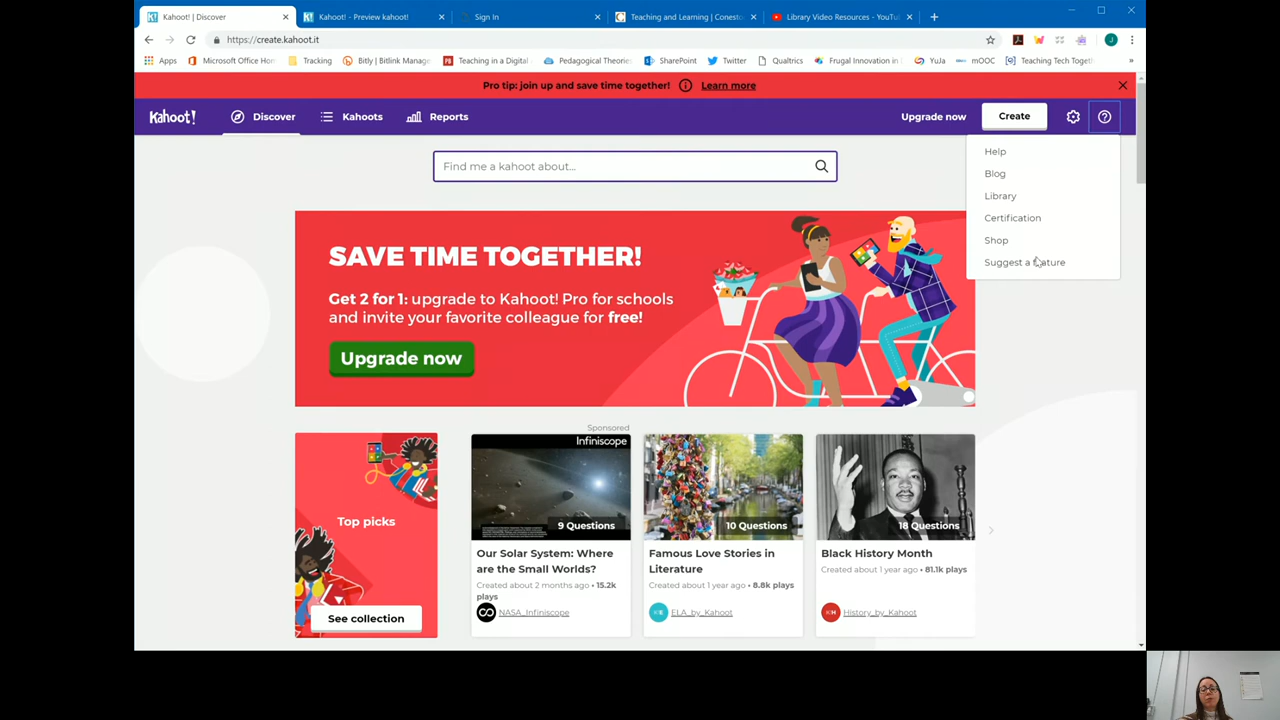 Kahoot! | Discover
Kahoot! - Preview kahoot!
Sign In
Teaching and Learning | Conesto
Library Video Resources - YouTu
https://create.kahoot.it
Apps
Microsoft Office Hom
Tracking
Bitly | Bitlink Manage
Teaching in a Digital
Pedagogical Theories
SharePoint
Twitter
Qualtrics
Frugal Innovation in
YuJa
mOOC
Teaching Tech Togeth
Pro tip: join up and save time together!
Learn more
Kahoot!
Discover
Kahoots
Reports
Upgrade now
Create
Help
Blog
Library
Certification
Shop
Suggest a feature
Find me a kahoot about...
SAVE TIME TOGETHER!
Get 2 for 1: upgrade to Kahoot! Pro for schools
and invite your favorite colleague for free!
Upgrade now
Sponsored
Top picks
See collection
Infiniscope
9 Questions
Our Solar System: Where
are the Small Worlds?
Created about 2 months ago • 15.2k
plays
NASA_Infiniscope
10 Questions
Famous Love Stories in
Literature
Created about 1 year ago • 8.8k plays
ELA_by_Kahoot
18 Questions
Black History Month
Created about 1 year ago • 81.1k plays
History_by_Kahoot